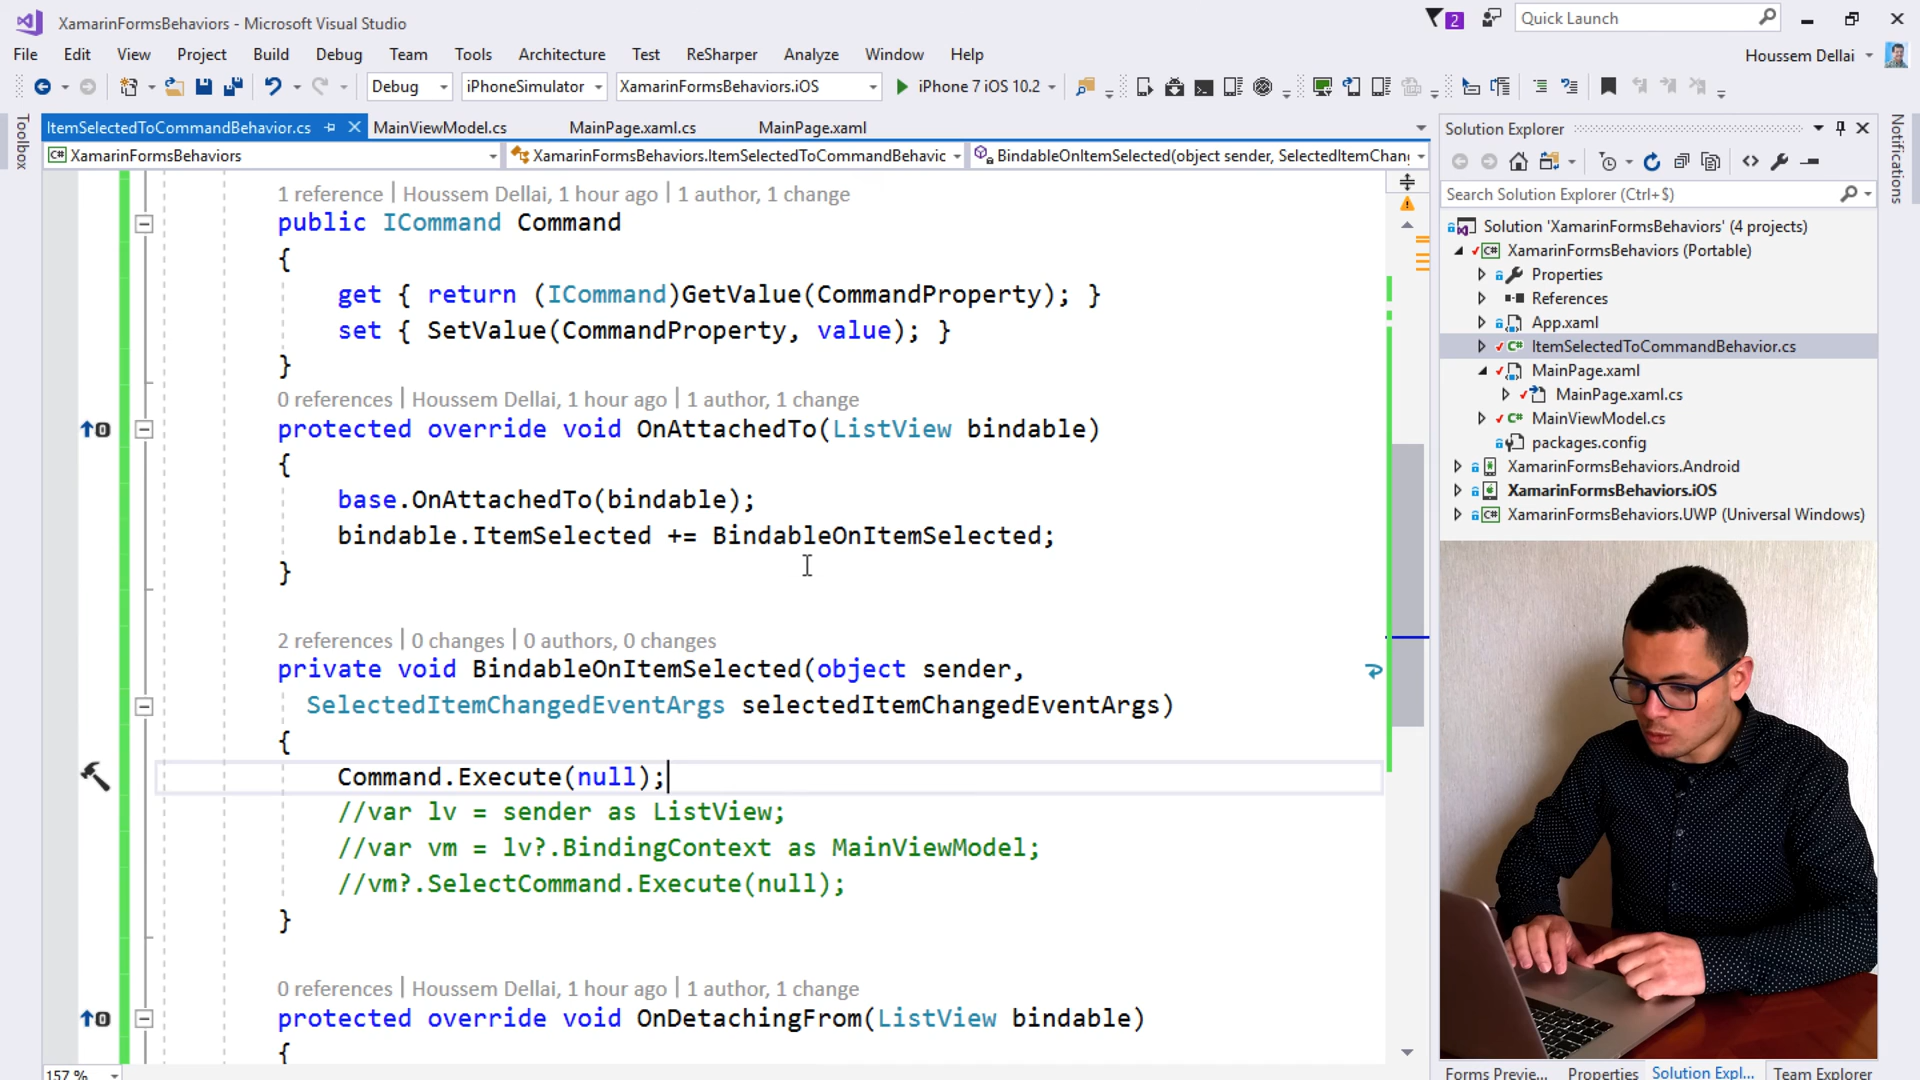 XamarinFormsBehaviors - Microsoft Visual Studio
2
Quick Launch
File Edit View Project Build Debug Team Tools Architecture Test ReSharper Analyze Window Help
Houssem Dellai
Debug iPhoneSimulator XamarinFormsBehaviors.iOS iPhone 7 iOS 10.2
Toolbox
ItemSelectedToCommandBehavior.cs MainViewModel.cs MainPage.xaml.cs MainPage.xaml
XamarinFormsBehaviors XamarinFormsBehaviors.ItemSelectedToCommandBehavic BindableOnItemSelected(object sender, SelectedItemChan
1 reference | Houssem Dellai, 1 hour ago | 1 author, 1 change
public ICommand Command
{
get { return (ICommand)GetValue(CommandProperty); }
set { SetValue(CommandProperty, value); }
}
0 references | Houssem Dellai, 1 hour ago | 1 author, 1 change
protected override void OnAttachedTo(ListView bindable)
{
base.OnAttachedTo(bindable);
bindable.ItemSelected += BindableOnItemSelected;
}
2 references | 0 changes | 0 authors, 0 changes
private void BindableOnItemSelected(object sender,
SelectedItemChangedEventArgs selectedItemChangedEventArgs)
{
Command.Execute(null);
//var lv = sender as ListView;
//var vm = lv?.BindingContext as MainViewModel;
//vm?.SelectCommand.Execute(null);
}
0 references | Houssem Dellai, 1 hour ago | 1 author, 1 change
protected override void OnDetachingFrom(ListView bindable)
{
157 %
Solution Explorer
Search Solution Explorer (Ctrl+$)
Solution 'XamarinFormsBehaviors' (4 projects)
XamarinFormsBehaviors (Portable)
Properties
References
App.xaml
ItemSelectedToCommandBehavior.cs
MainPage.xaml
MainPage.xaml.cs
MainViewModel.cs
packages.config
XamarinFormsBehaviors.Android
XamarinFormsBehaviors.iOS
XamarinFormsBehaviors.UWP (Universal Windows)
Forms Previe... Properties Solution Expl... Team Explorer
Notifications